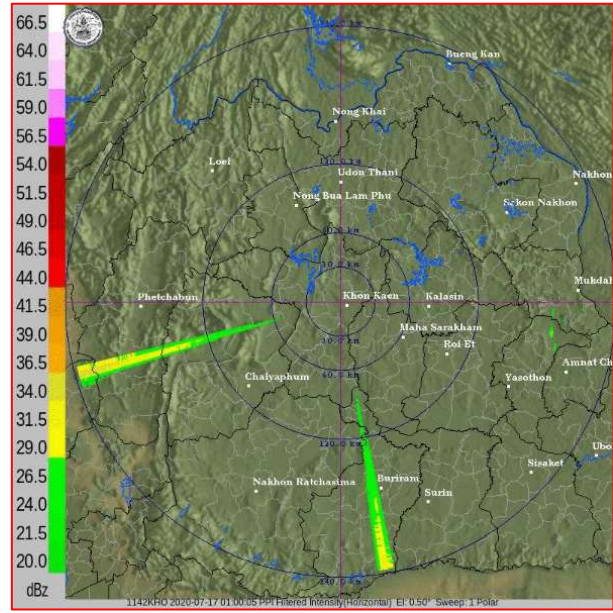 66.5
64.0
61.5
59.0
56.5
54.0
51.5
49.0
46.5
44.0
41.5
39.0
36.5
34.0
31.5
29.0
26.5
24.0
21.5
20.0
dBz
Bueng Kan
Nong Khai
Loei
Udon Thani
Nong Bua Lam Phu
Nakhon
Sakon Nakhon
Mukdah
Phetchabun
Khon Kaen
Kalasin
Maha Sarakham
Roi Et
Chaiyaphum
Amnat Ch
Yasothon
Ubo
Sisaket
Nakhon Ratchasima
Buriram
Surin
1142KHO 2020-07-17 01:00:05 PPI Filtered Intensity(Horizontal) El: 0.50° Sweep: 1 Polar